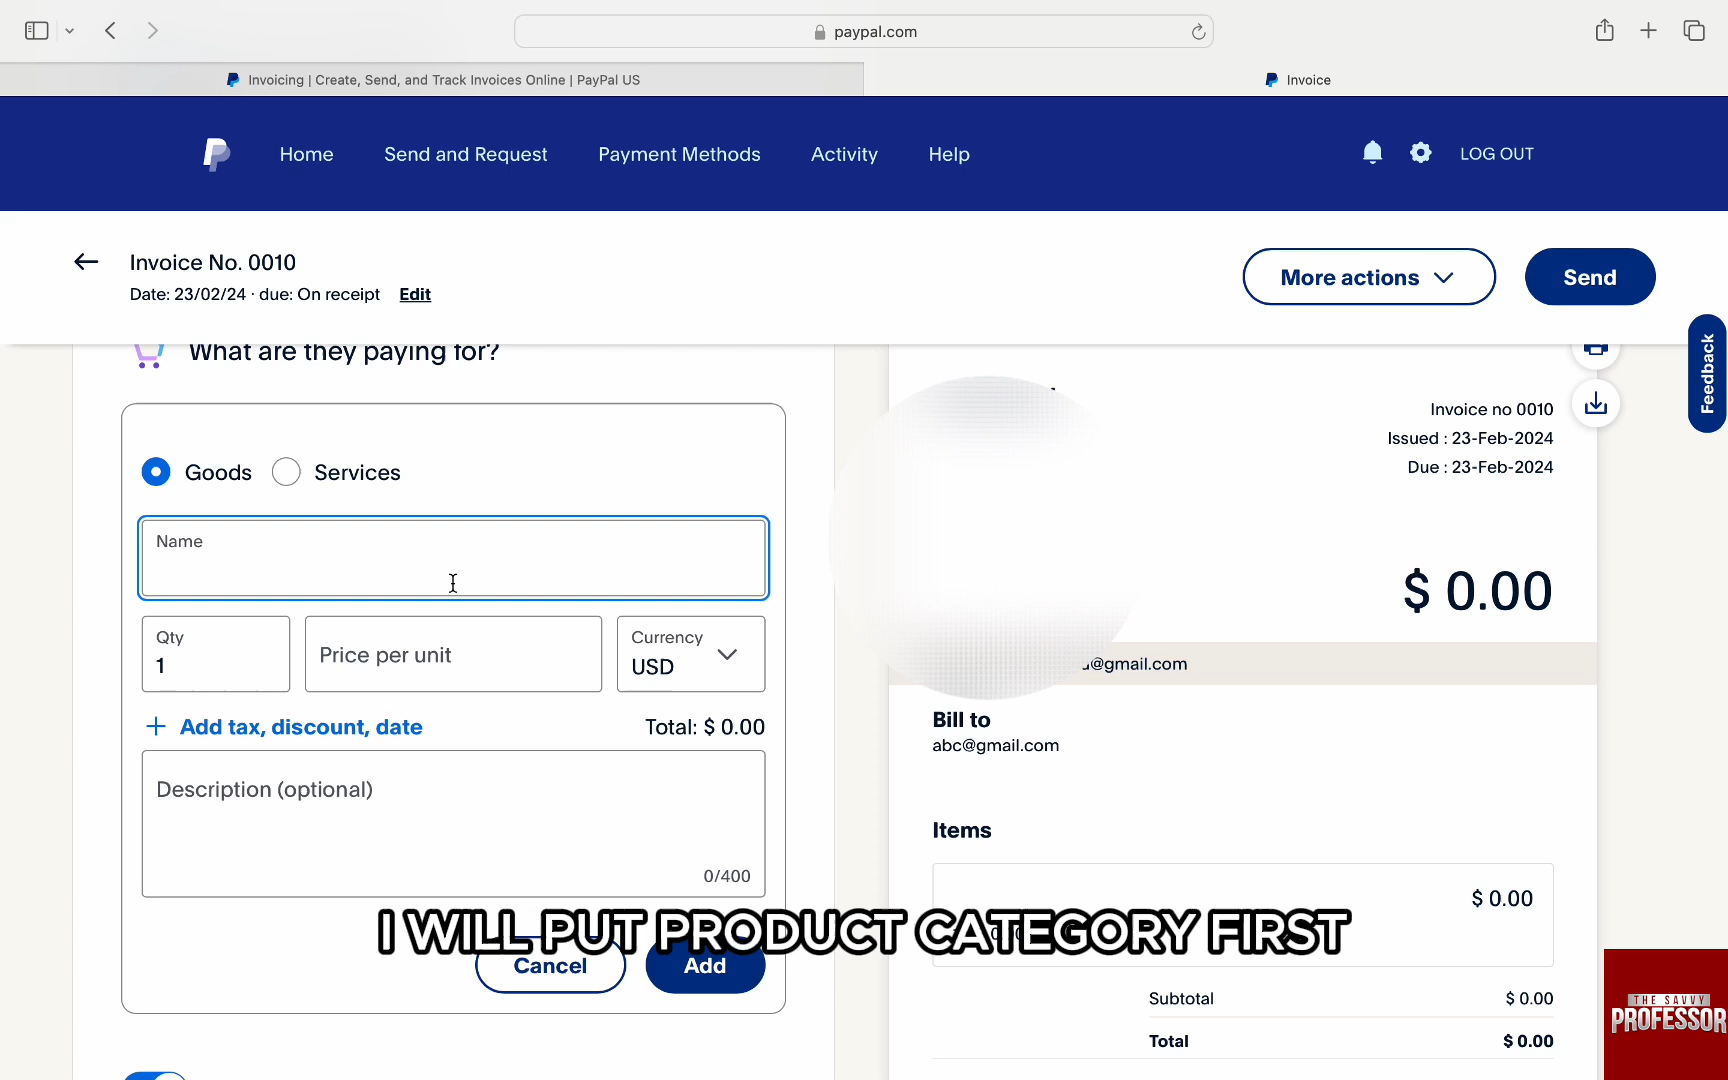 paypal.com
Invoicing | Create, Send, and Track Invoices Online | PayPal US
Invoice
Home
Send and Request
Payment Methods
Activity
Help
LOG OUT
Invoice No. 0010
Date: 23/02/24 · due: On receipt
Edit
More actions
Send
Feedback
What are they paying for?
Goods
Services
Name
Qty
1
Price per unit
Currency
USD
Add tax, discount, date
Total: $ 0.00
Description (optional)
0/400
Cancel
Add
Invoice no 0010
Issued : 23-Feb-2024
Due : 23-Feb-2024
$ 0.00
@gmail.com
Bill to
abc@gmail.com
Items
$ 0.00
I WILL PUT PRODUCT CATEGORY FIRST
Subtotal
$ 0.00
Total
$ 0.00
THE SAVVY
PROFESSOR